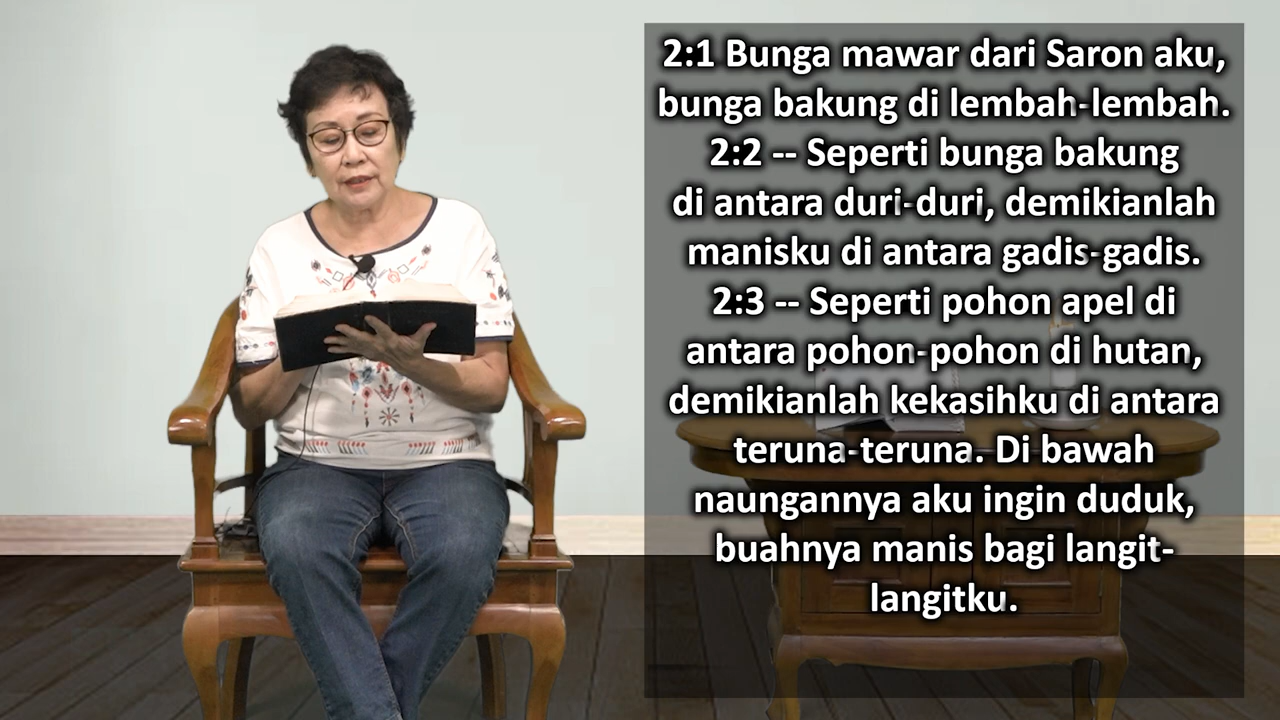 2:1 Bunga mawar dari Saron aku,
bunga bakung di lembah-lembah.
2:2 -- Seperti bunga bakung
di antara duri-duri, demikianlah
manisku di antara gadis-gadis.
2:3 -- Seperti pohon apel di
antara pohon-pohon di hutan,
demikianlah kekasihku di antara
teruna-teruna. Di bawah
naungannya aku ingin duduk,
buahnya manis bagi langit-
langitku.